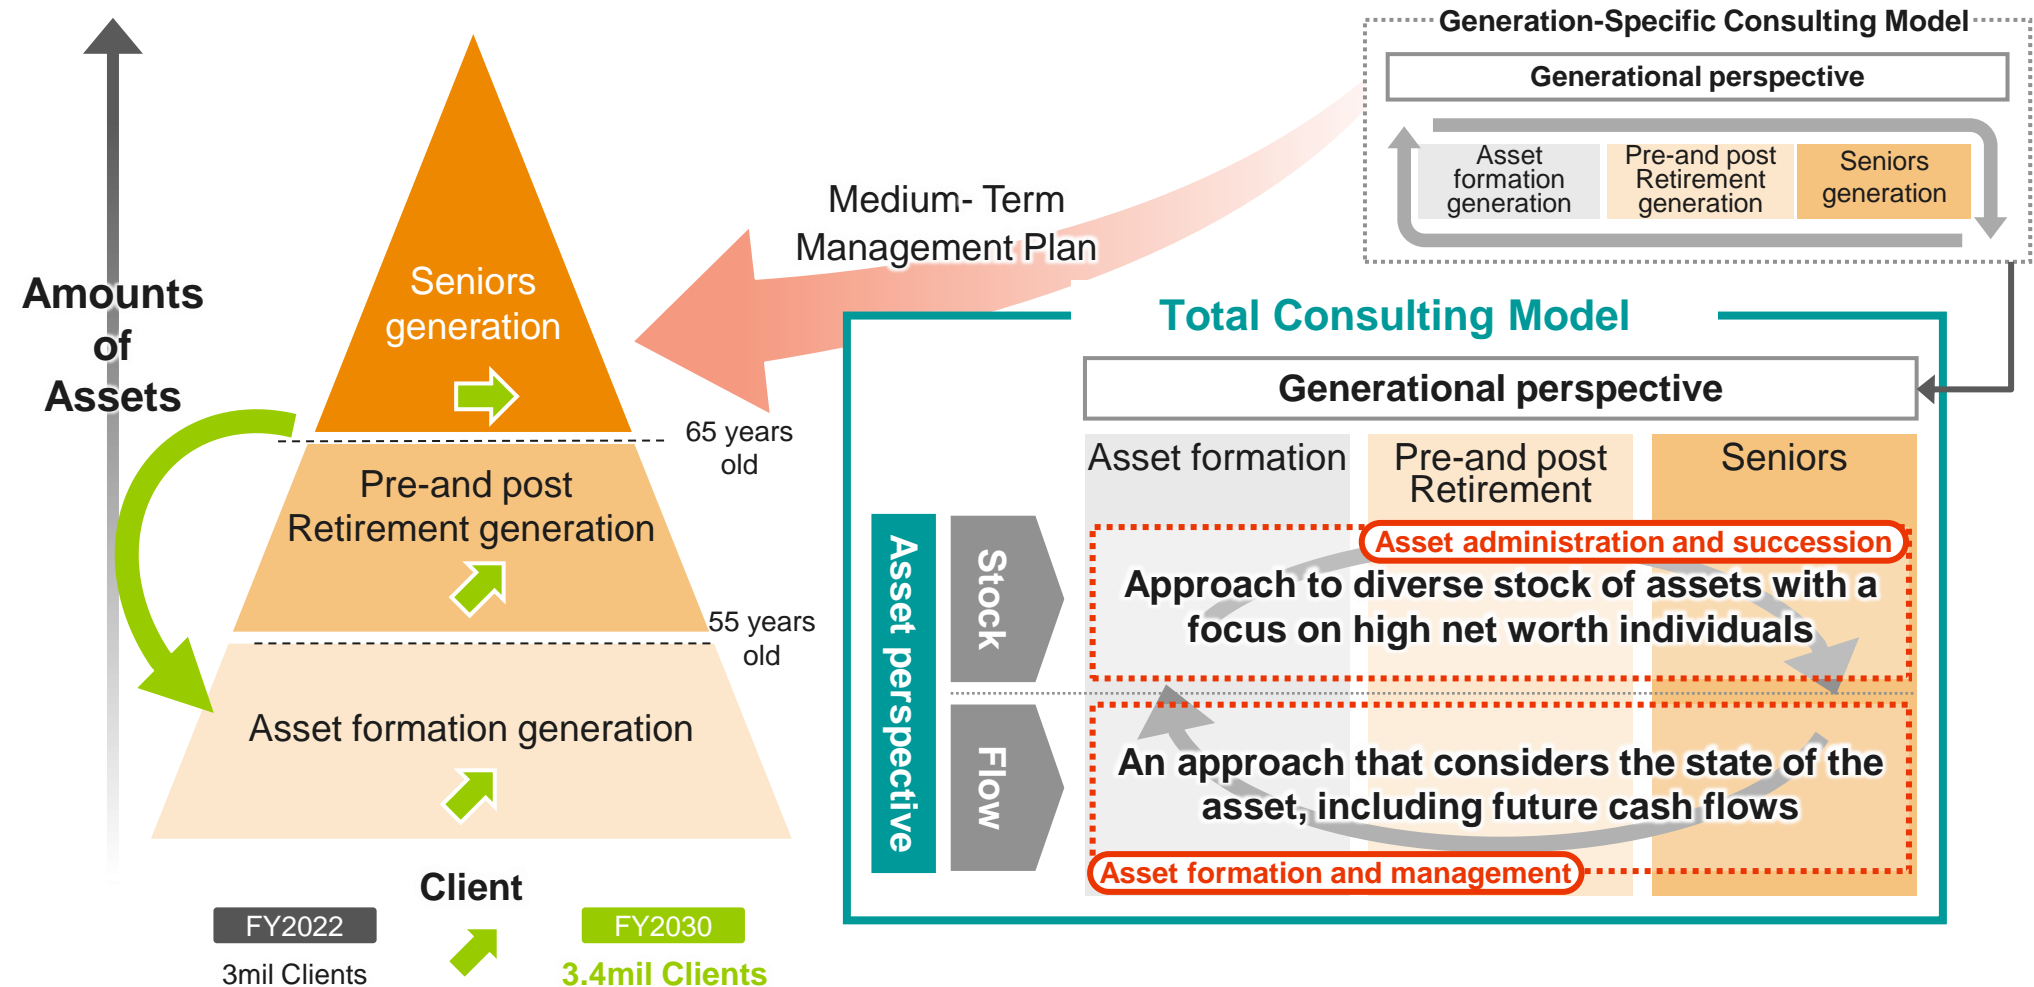 Generation-Specific Consulting Model
Generational perspective
Asset
formation
generation
Pre-and post
Retirement
generation
Seniors
generation
Medium- Term
Management Plan
Amounts
of
Assets
Seniors
generation
65 years
old
Pre-and post
Retirement generation
55 years
old
Asset formation generation
Client
FY2022
3mil Clients
FY2030
3.4mil Clients
Total Consulting Model
Generational perspective
Asset formation
Pre-and post
Retirement
Seniors
Asset perspective
Stock
Asset administration and succession
Approach to diverse stock of assets with a
focus on high net worth individuals
Flow
An approach that considers the state of the
asset, including future cash flows
Asset formation and management